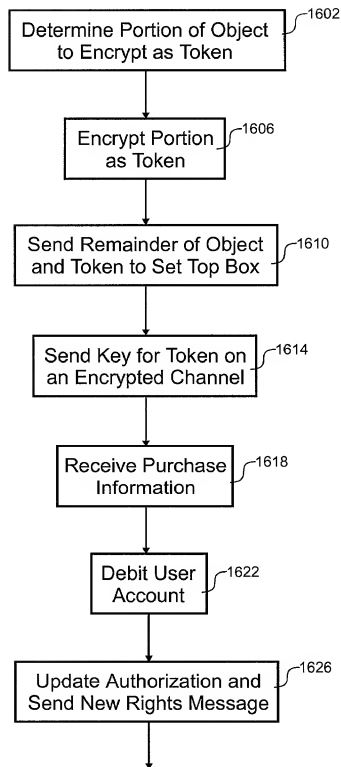 1602
Determine Portion of Object
to Encrypt as Token
1606
Encrypt Portion
as Token
1610
Send Remainder of Object
and Token to Set Top Box
1614
Send Key for Token on
an Encrypted Channel
1618
Receive Purchase
Information
1622
Debit User
Account
1626
Update Authorization and
Send New Rights Message